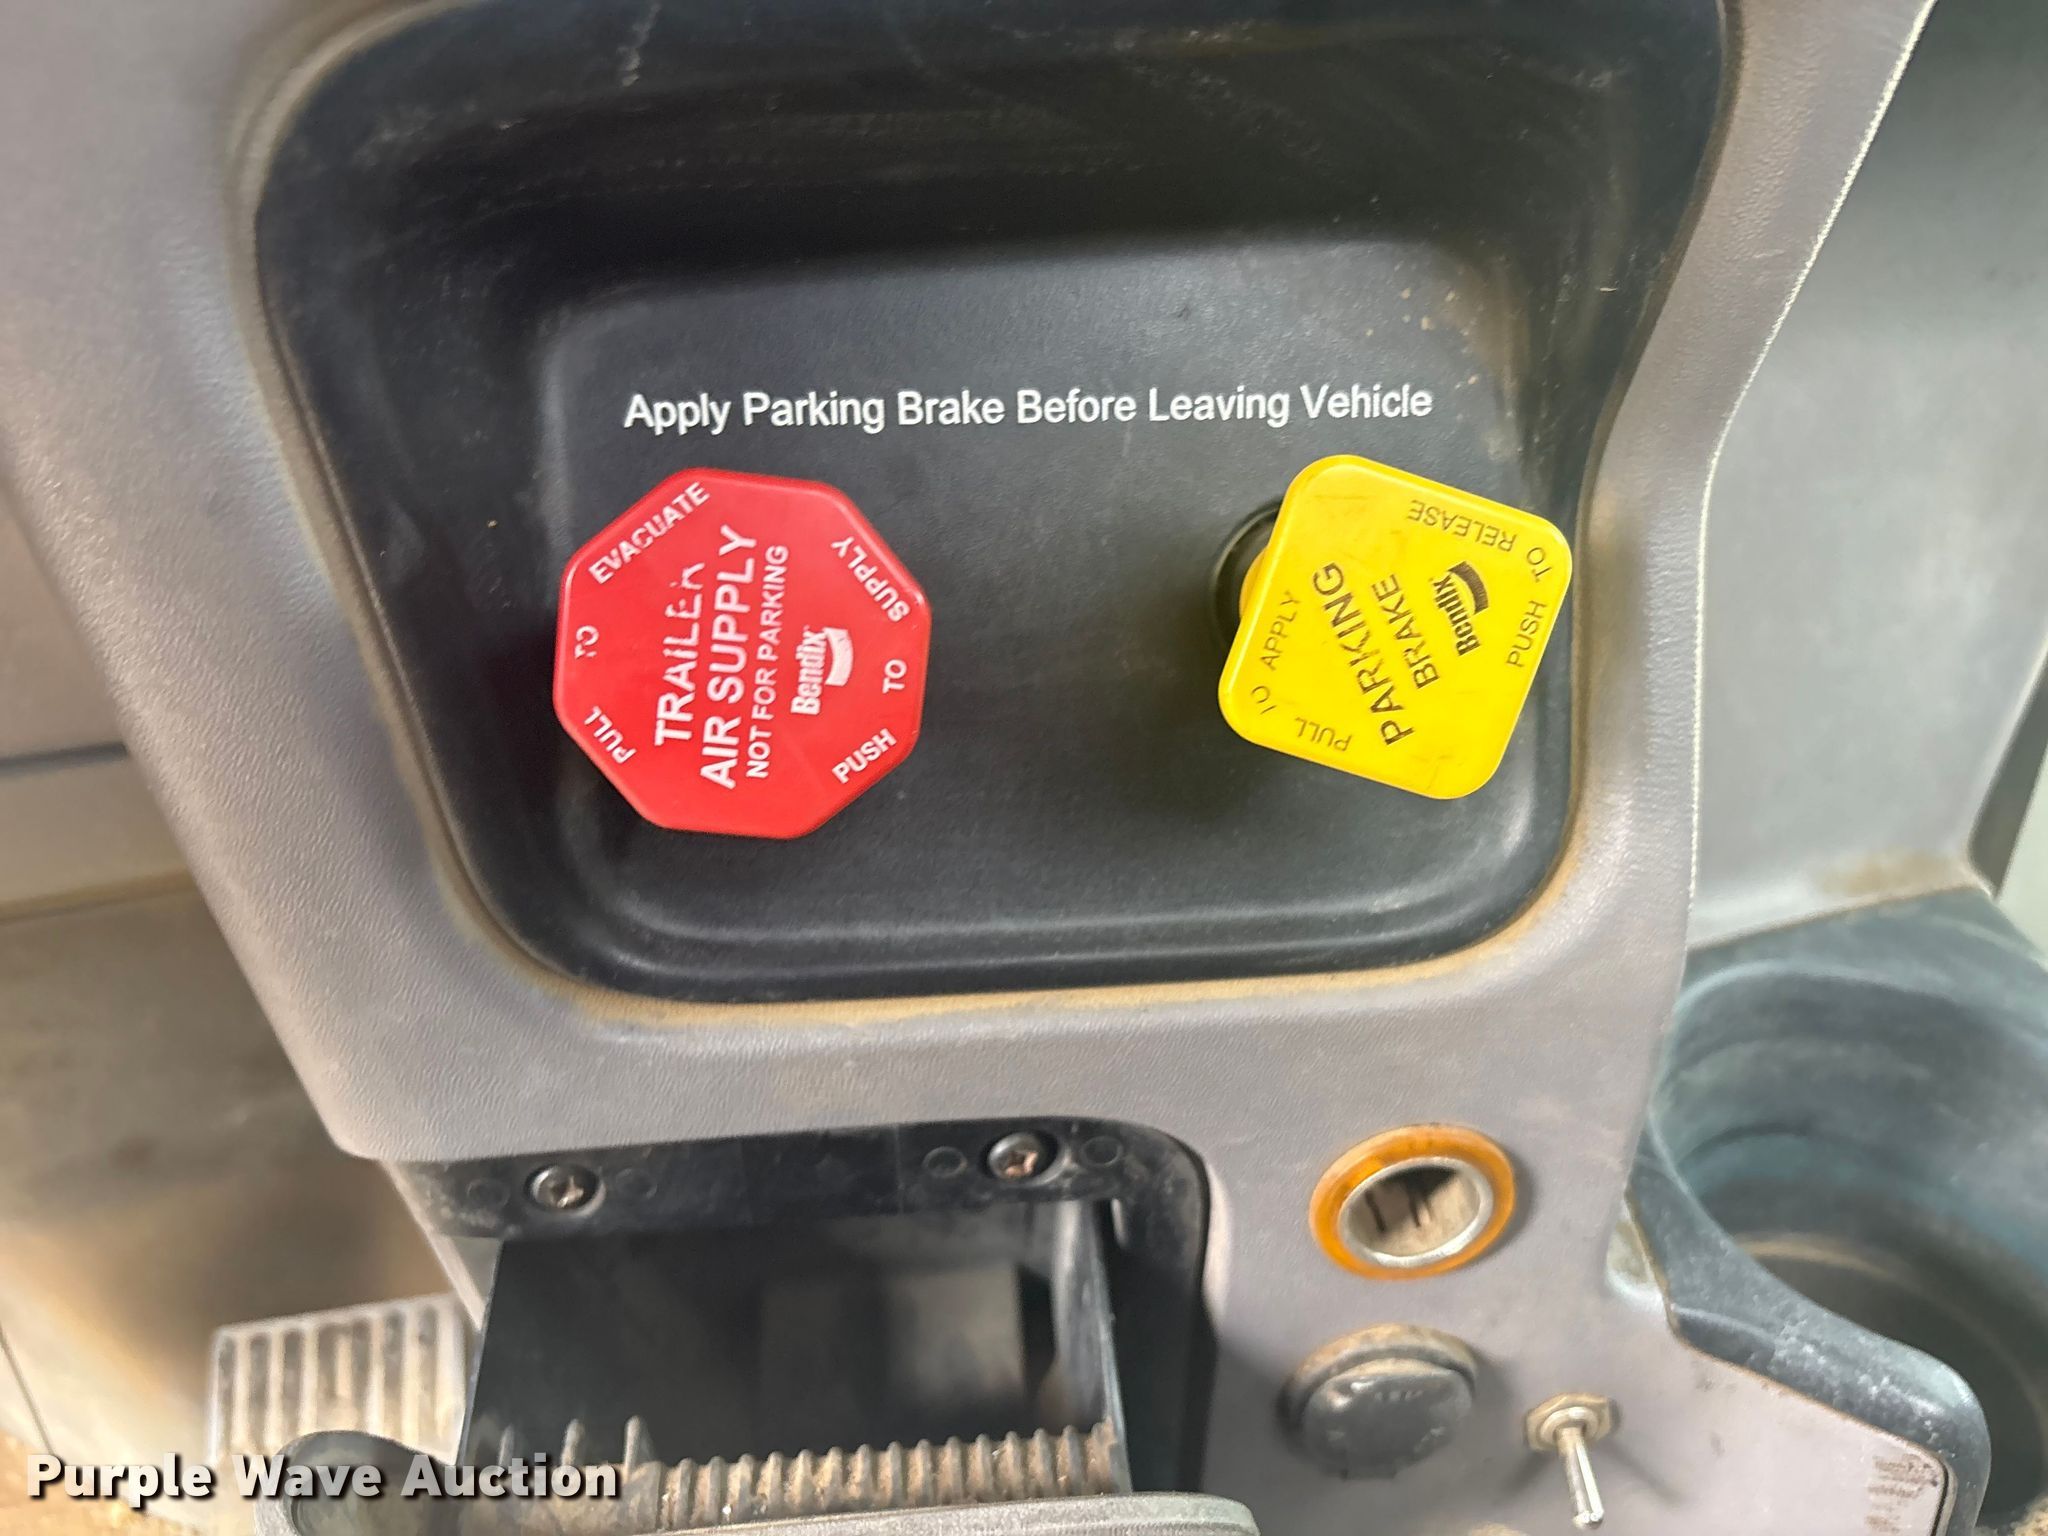 Apply Parking Brake Before Leaving Vehicle
PULL TO EVACUATE
TRAILER
AIR SUPPLY
NOT FOR PARKING
Bendix
PUSH TO SUPPLY
PULL TO APPLY
PARKING
BRAKE
Bendix
PUSH TO RELEASE
Purple Wave Auction